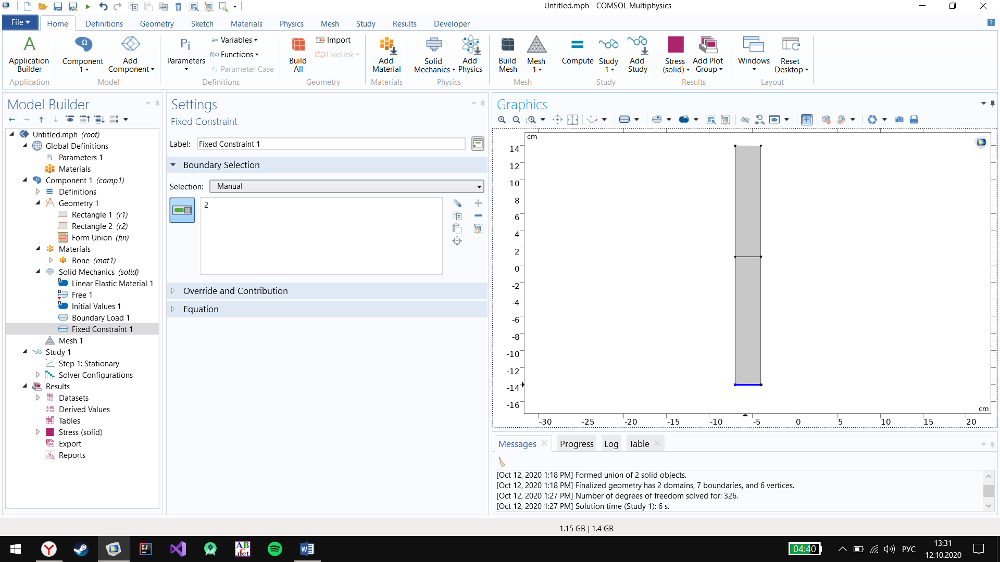 Untitled.mph - COMSOL Multiphysics
File Home Definitions Geometry Sketch Materials Physics Mesh Study Results Developer
Application Builder
Application
Component 1
Add Component
Model
Parameters
a= Variables
f(x) Functions
Pi Parameter Case
Definitions
Build All
Import
LiveLink
Geometry
Add Material
Materials
Solid Mechanics
Add Physics
Physics
Build Mesh
Mesh 1
Mesh
Compute
Study 1
Add Study
Study
Stress (solid)
Add Plot Group
Results
Windows
Reset Desktop
Layout
Model Builder
Untitled.mph (root)
Global Definitions
Pi Parameters 1
Materials
Component 1 (comp1)
Definitions
Geometry 1
Rectangle 1 (r1)
Rectangle 2 (r2)
Form Union (fin)
Materials
Bone (mat1)
Solid Mechanics (solid)
Linear Elastic Material 1
Free 1
Initial Values 1
Boundary Load 1
Fixed Constraint 1
Mesh 1
Study 1
Step 1: Stationary
Solver Configurations
Results
Datasets
8.85 e-12 Derived Values
Tables
Stress (solid)
Export
Reports
Settings
Fixed Constraint
Label: Fixed Constraint 1
Boundary Selection
Selection: Manual
2
Override and Contribution
Equation
Graphics
cm
14
12
10
8
6
4
2
0
-2
-4
-6
-8
-10
-12
-14
-16
cm
-30 -25 -20 -15 -10 -5 0 5 10 15 20
Messages Progress Log Table
[Oct 12, 2020 1:18 PM] Formed union of 2 solid objects.
[Oct 12, 2020 1:18 PM] Finalized geometry has 2 domains, 7 boundaries, and 6 vertices.
[Oct 12, 2020 1:27 PM] Number of degrees of freedom solved for: 326.
[Oct 12, 2020 1:27 PM] Solution time (Study 1): 6 s.
1.15 GB | 1.4 GB
AB C .net
04:40
РУС
13:31
12.10.2020